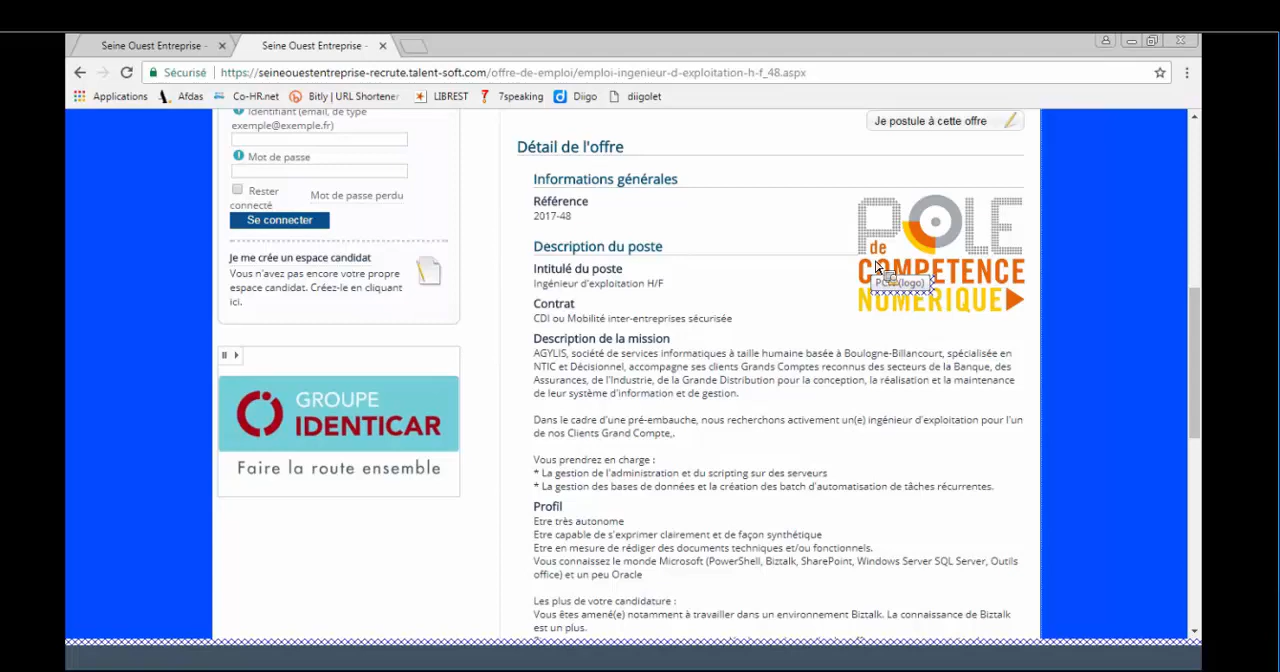 Seine Ouest Entreprise -
Seine Ouest Entreprise -
Sécurisé
https://seineouestentreprise-recrute.talent-soft.com/offre-de-emploi/emploi-ingenieur-d-exploitation-h-f_48.aspx
Applications
Afdas
Co-HR.net
Bitly | URL Shortener
LIBREST
7speaking
Diigo
diigolet
Identifiant (email, de type
exemple@exemple.fr)
Mot de passe
Rester
connecté
Mot de passe perdu
Se connecter
Je me crée un espace candidat
Vous n'avez pas encore votre propre
espace candidat. Créez-le en cliquant
ici.
GROUPE
IDENTICAR
Faire la route ensemble
Je postule à cette offre
Détail de l'offre
Informations générales
Référence
2017-48
POLE
de
COMPETENCE
NUMERIQUE
(logo)
Description du poste
Intitulé du poste
Ingénieur d'exploitation H/F
Contrat
CDI ou Mobilité inter-entreprises sécurisée
Description de la mission
AGYLIS, société de services informatiques à taille humaine basée à Boulogne-Billancourt, spécialisée en
NTIC et Décisionnel, accompagne ses clients Grands Comptes reconnus des secteurs de la Banque, des
Assurances, de l'Industrie, de la Grande Distribution pour la conception, la réalisation et la maintenance
de leur système d'information et de gestion.
Dans le cadre d'une pré-embauche, nous recherchons activement un(e) ingénieur d'exploitation pour l'un
de nos Clients Grand Compte,.
Vous prendrez en charge :
* La gestion de l'administration et du scripting sur des serveurs
* La gestion des bases de données et la création des batch d'automatisation de tâches récurrentes.
Profil
Etre très autonome
Etre capable de s'exprimer clairement et de façon synthétique
Etre en mesure de rédiger des documents techniques et/ou fonctionnels.
Vous connaissez le monde Microsoft (PowerShell, Biztalk, SharePoint, Windows Server SQL Server, Outils
office) et un peu Oracle
Les plus de votre candidature :
Vous êtes amené(e) notamment à travailler dans un environnement Biztalk. La connaissance de Biztalk
est un plus.